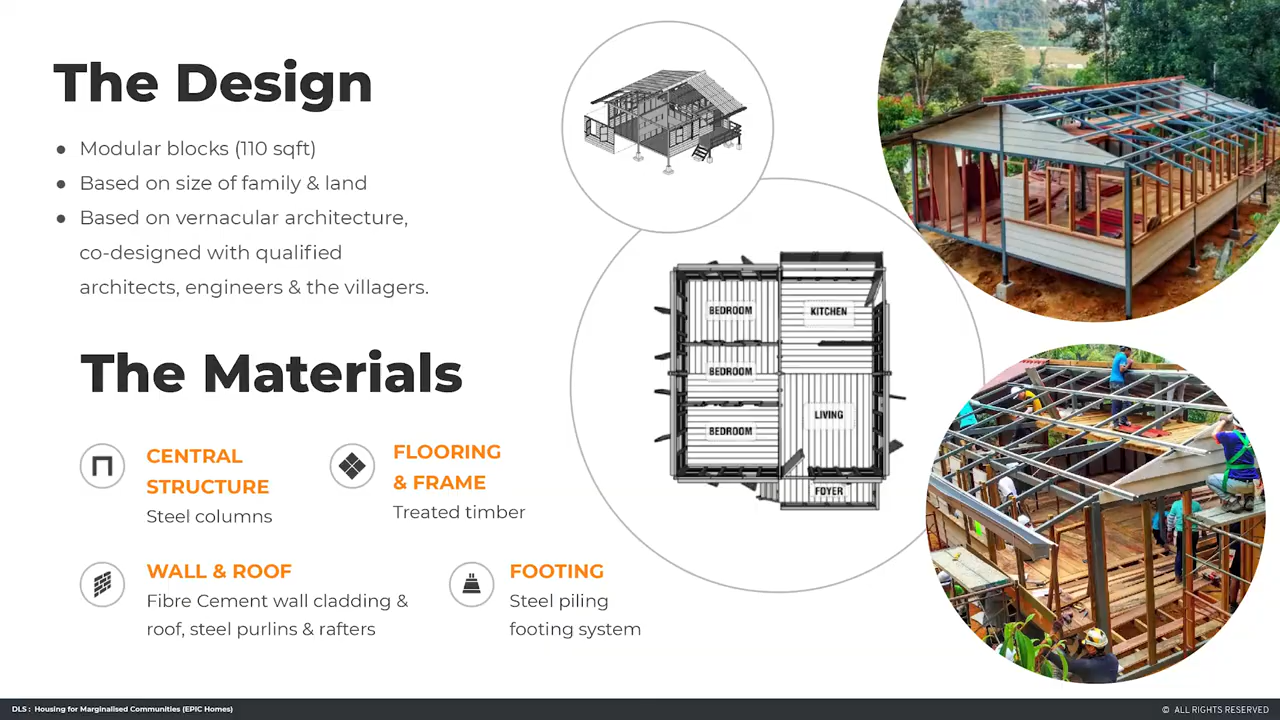 The Design
● Modular blocks (110 sqft)
● Based on size of family & land
● Based on vernacular architecture,
co-designed with qualified
architects, engineers & the villagers.
The Materials
CENTRAL
STRUCTURE
Steel columns
FLOORING
& FRAME
Treated timber
WALL & ROOF
Fibre Cement wall cladding &
roof, steel purlins & rafters
FOOTING
Steel piling
footing system
BEDROOM
KITCHEN
BEDROOM
LIVING
BEDROOM
FOYER
DLS : Housing for Marginalised Communities (EPIC Homes)
© ALL RIGHTS RESERVED